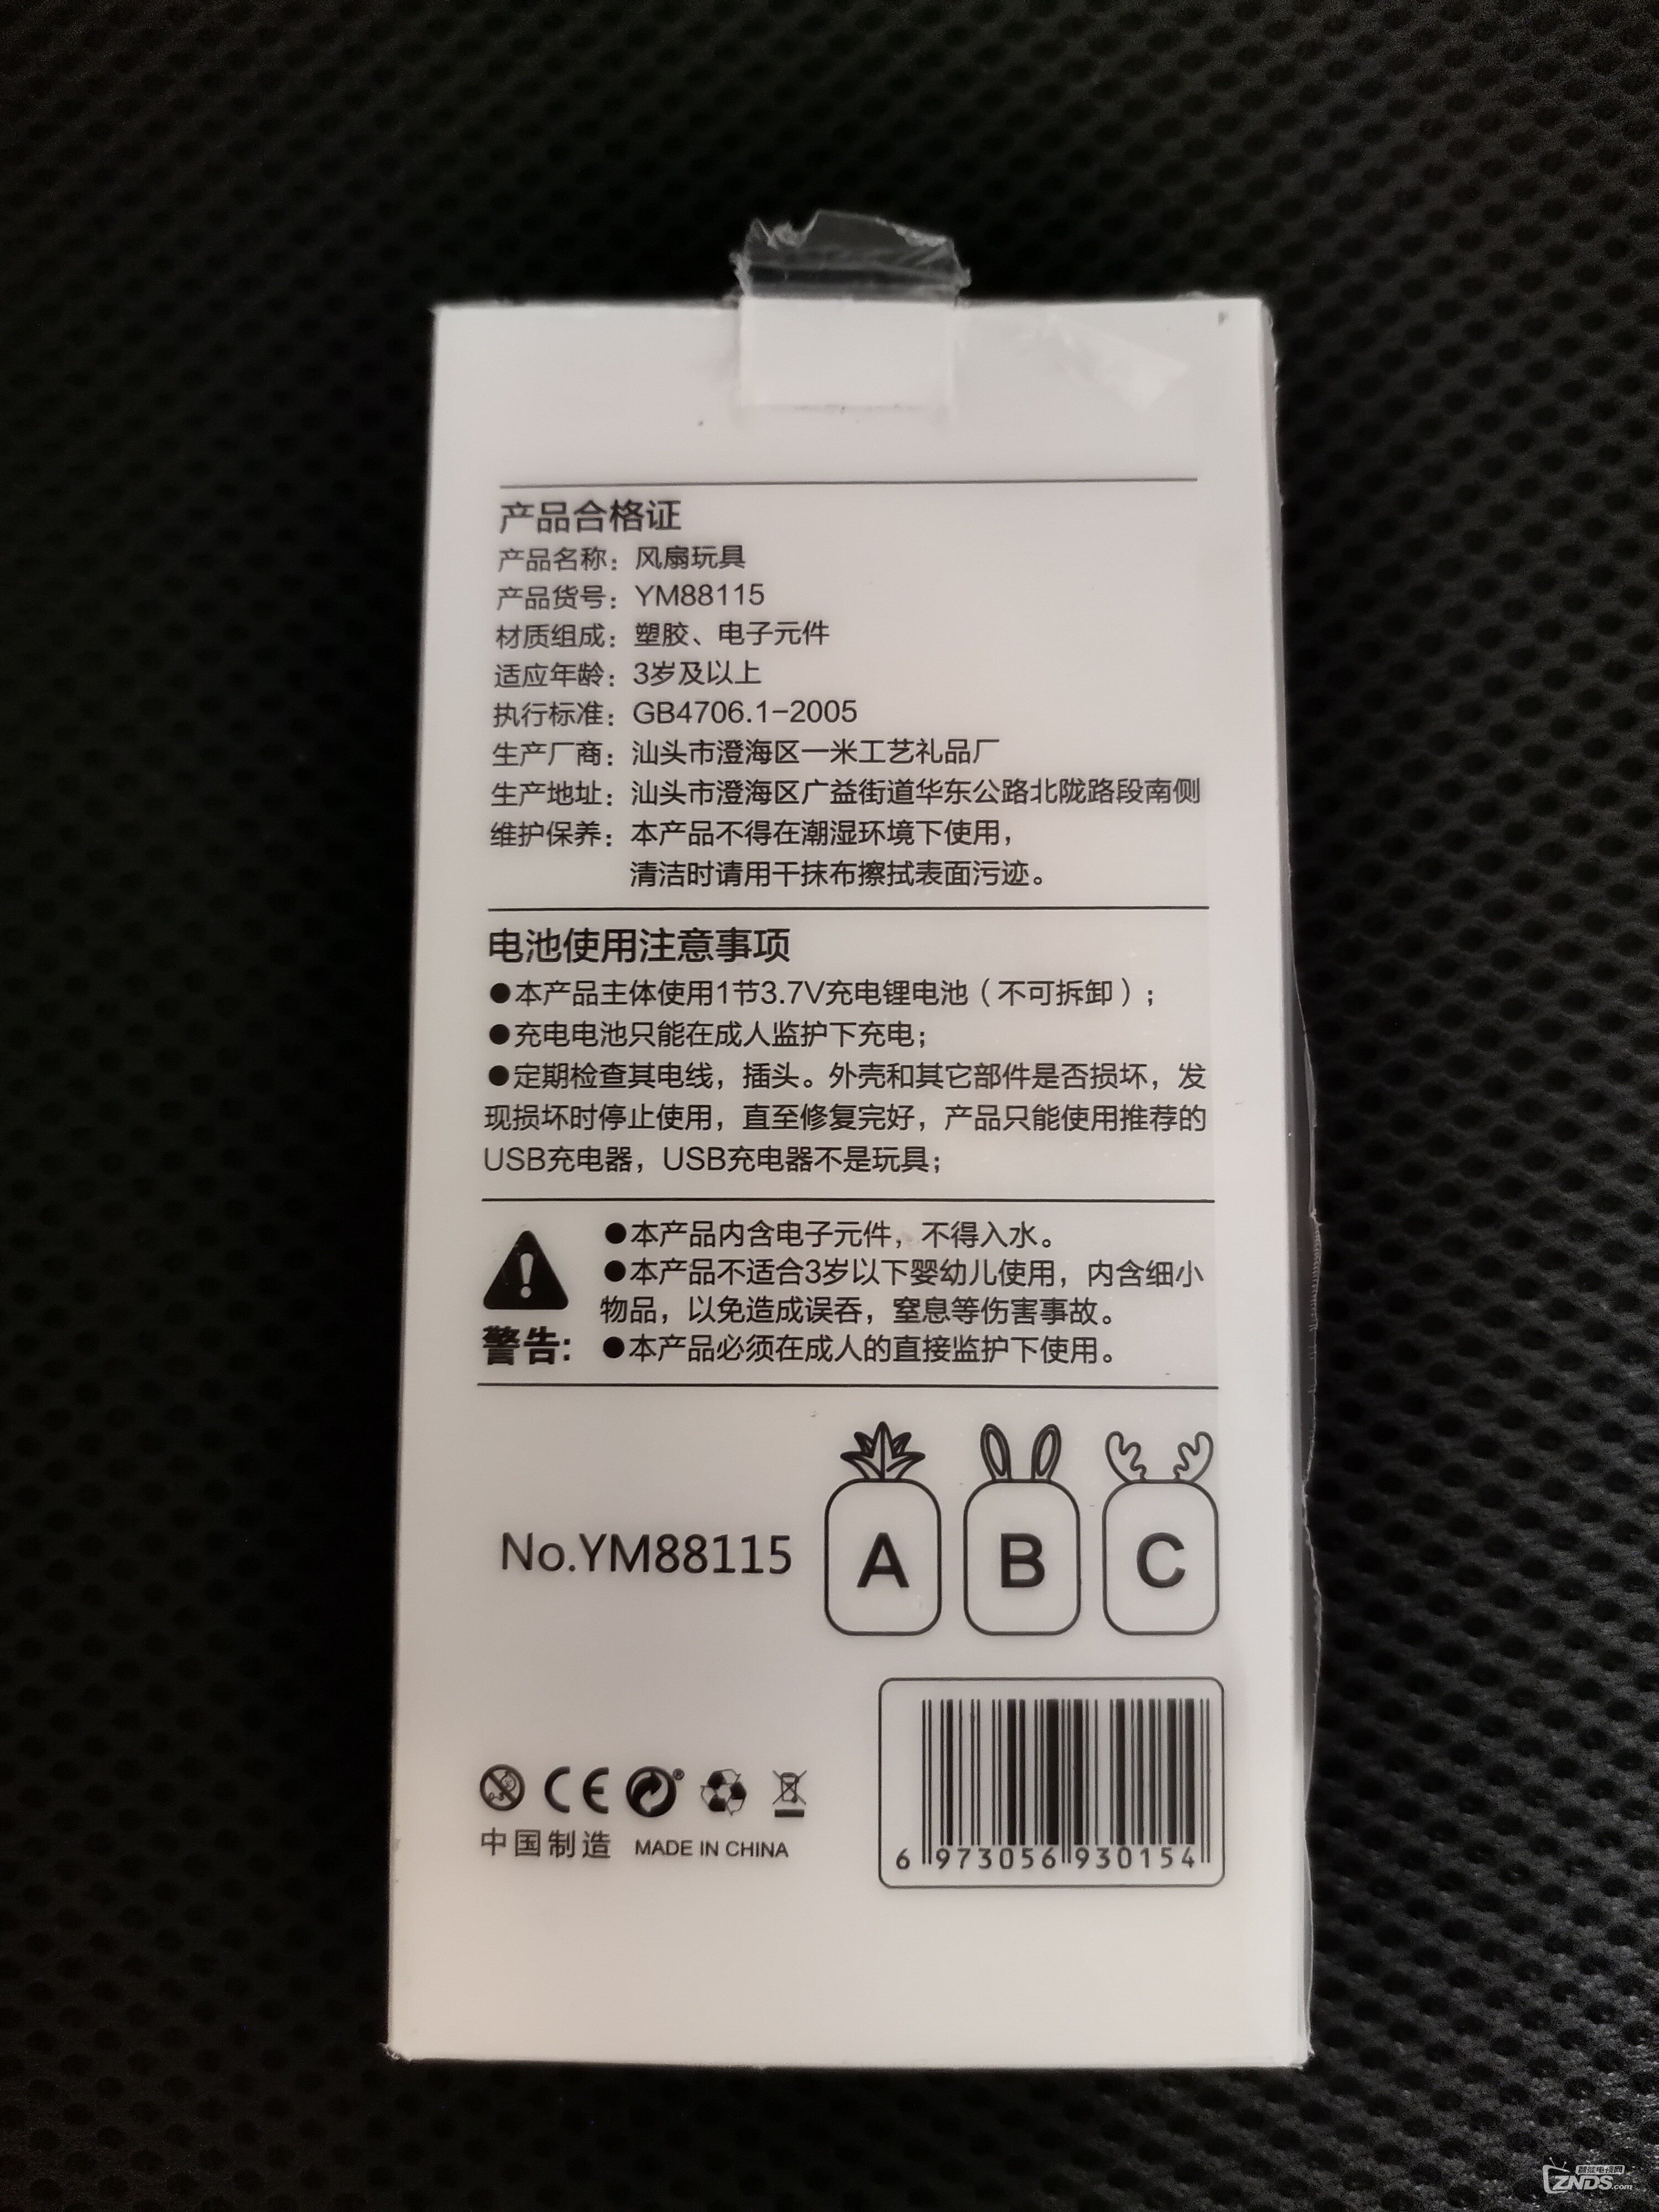 产品合格证
产品名称：风扇玩具
产品货号：YM88115
材质组成：塑胶、电子元件
适应年龄：3岁及以上
执行标准：GB4706.1-2005
生产厂商：汕头市澄海区一米工艺礼品厂
生产地址：汕头市澄海区广益街道华东公路北陇路段南侧
维护保养：本产品不得在潮湿环境下使用，
清洁时请用干抹布擦拭表面污迹。
电池使用注意事项
●本产品主体使用1节3.7V充电锂电池（不可拆卸）；
●充电电池只能在成人监护下充电；
●定期检查其电线，插头。外壳和其它部件是否损坏，发
现损坏时停止使用，直至修复完好，产品只能使用推荐的
USB充电器，USB充电器不是玩具；
●本产品内含电子元件，不得入水。
●本产品不适合3岁以下婴幼儿使用，内含细小
物品，以免造成误吞，窒息等伤害事故。
警告:
●本产品必须在成人的直接监护下使用。
No.YM88115
A B C
0-3 CE ®
中国制造 MADE IN CHINA
6 973056 930154
智能电视网
ZNDS.com